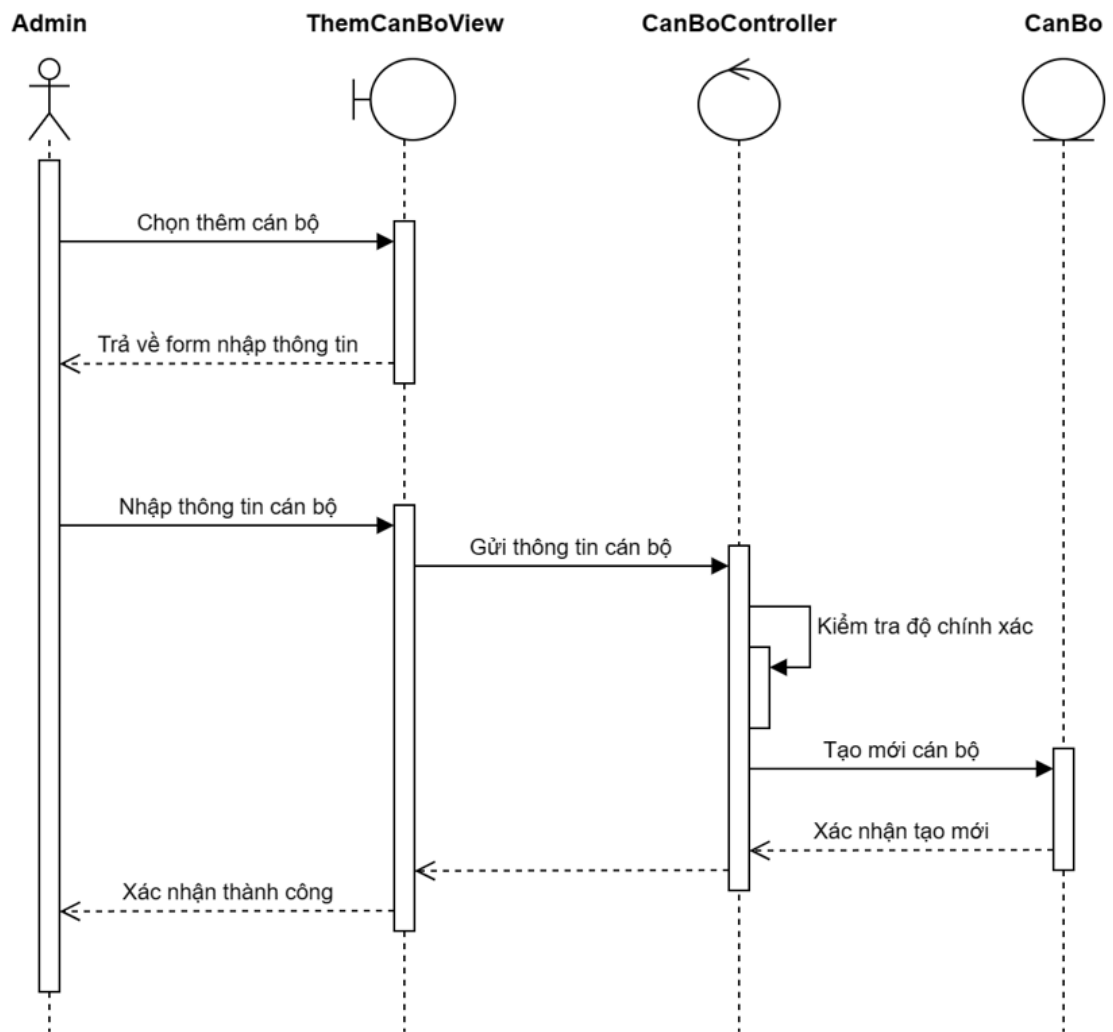 Admin
ThemCanBoView
CanBoController
CanBo
Chọn thêm cán bộ
Trả về form nhập thông tin
Nhập thông tin cán bộ
Gửi thông tin cán bộ
Kiểm tra độ chính xác
Tạo mới cán bộ
Xác nhận tạo mới
Xác nhận thành công